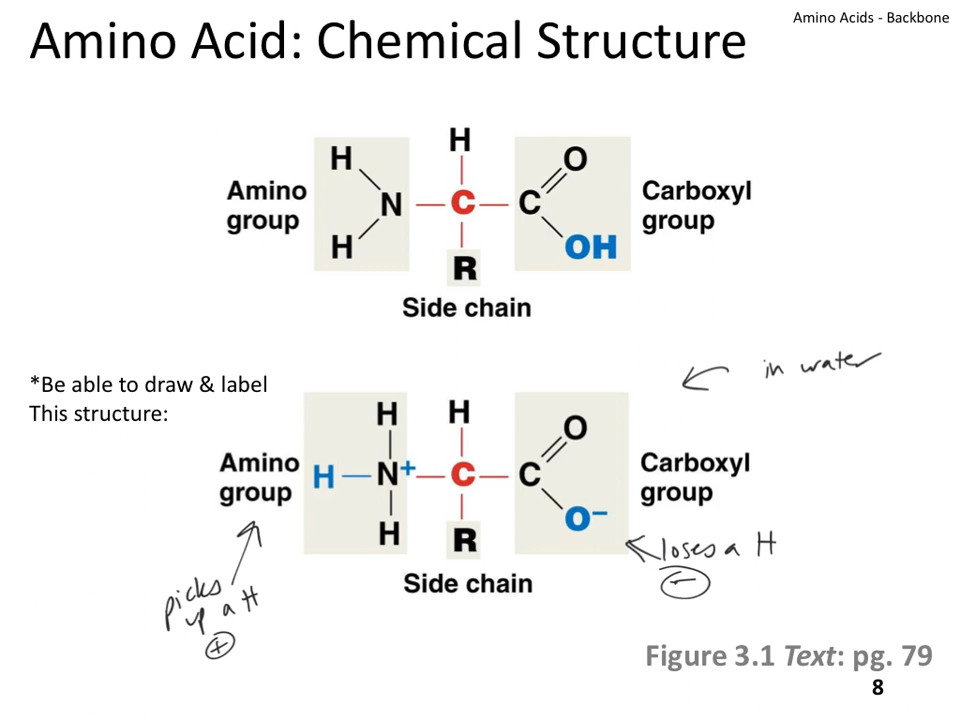 Amino Acids - Backbone
Amino Acid: Chemical Structure
H
H
O
Amino
group
N
C
C
Carboxyl
group
H
OH
R
Side chain
in water
*Be able to draw & label
This structure:
H
H
O
Amino
group
H
N+
C
C
Carboxyl
group
O−
H
R
loses a H
−
Side chain
picks
up a H
+
Figure 3.1 Text: pg. 79
8